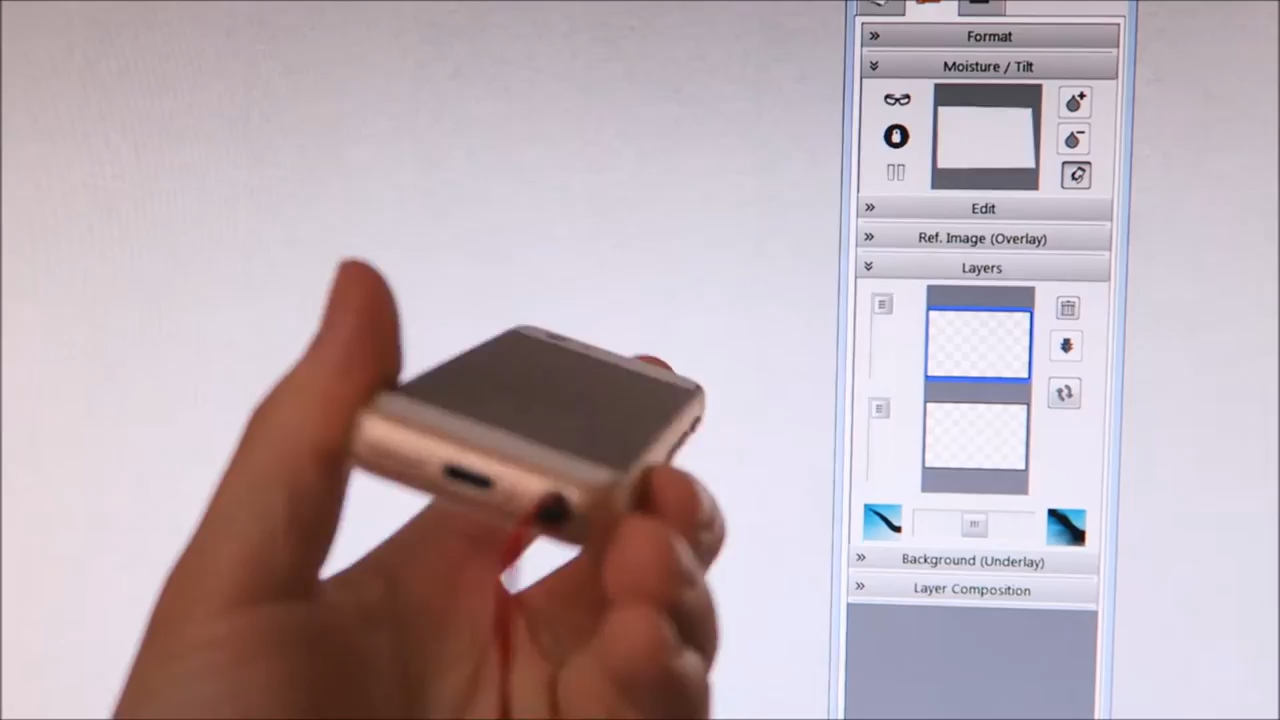 Format
Moisture / Tilt
Edit
Ref. Image (Overlay)
Layers
Background (Underlay)
Layer Composition